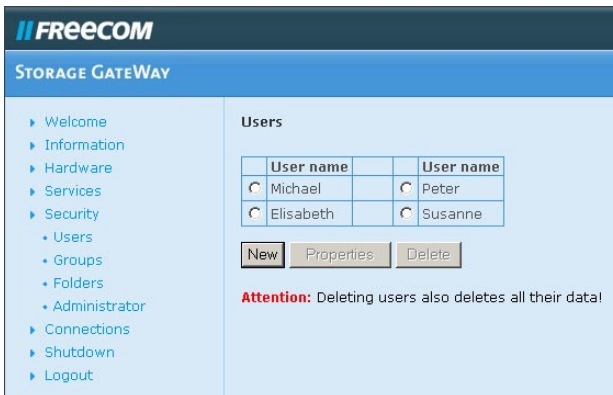 FREECOM
STORAGE GATEWAY
Welcome
Information
Hardware
Services
Security
Users
Groups
Folders
Administrator
Connections
Shutdown
Logout
Users
User name User name
Michael Peter
Elisabeth Susanne
New Properties Delete
Attention: Deleting users also deletes all their data!